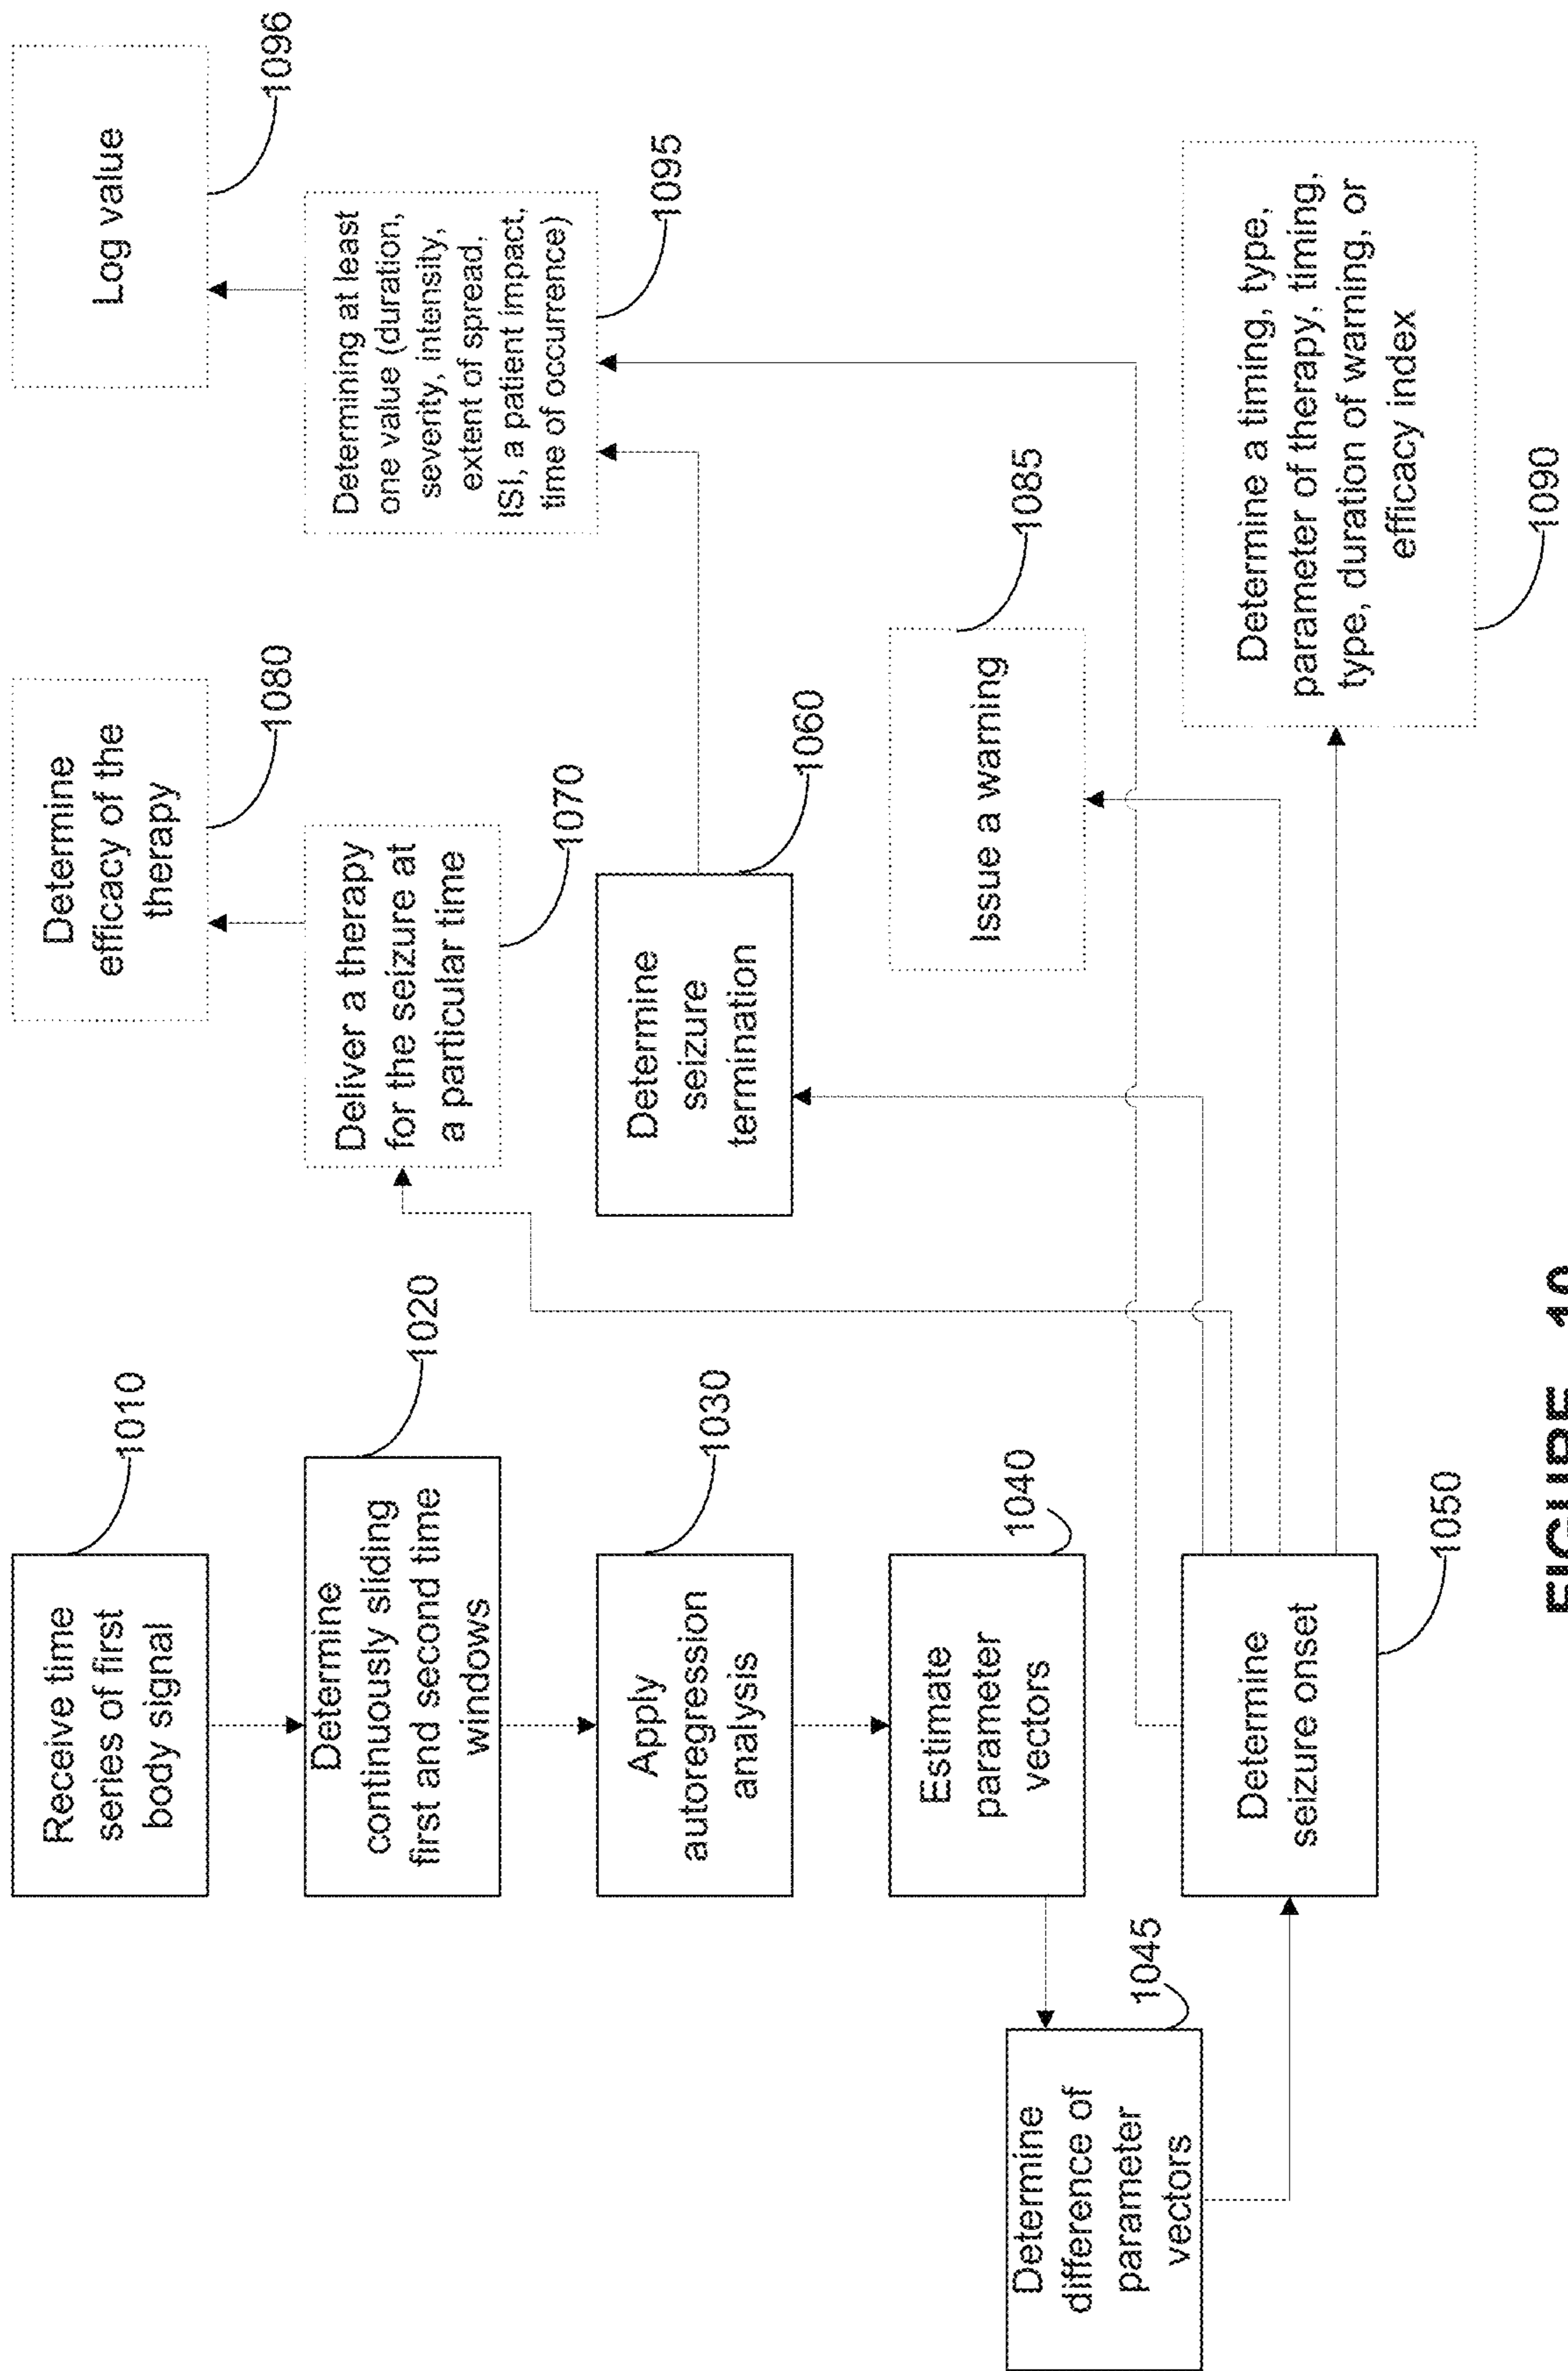 Receive time
series of first
body signal
1010
Determine
continuously sliding
first and second time
windows
1020
Apply
autoregression
analysis
1030
Estimate
parameter
vectors
1040
Determine
difference of
parameter
vectors
1045
Determine
seizure onset
1050
Determine
efficacy of the
therapy
1080
Deliver a therapy
for the seizure at
a particular time
1070
Determine
seizure
termination
1060
Issue a warning
1085
Log value
1096
Determining at least
one value (duration,
severity, intensity,
extent of spread,
ISI, a patient impact,
time of occurrence)
1095
Determine a timing, type,
parameter of therapy, timing,
type, duration of warning, or
efficacy index
1090
FIGURE 10